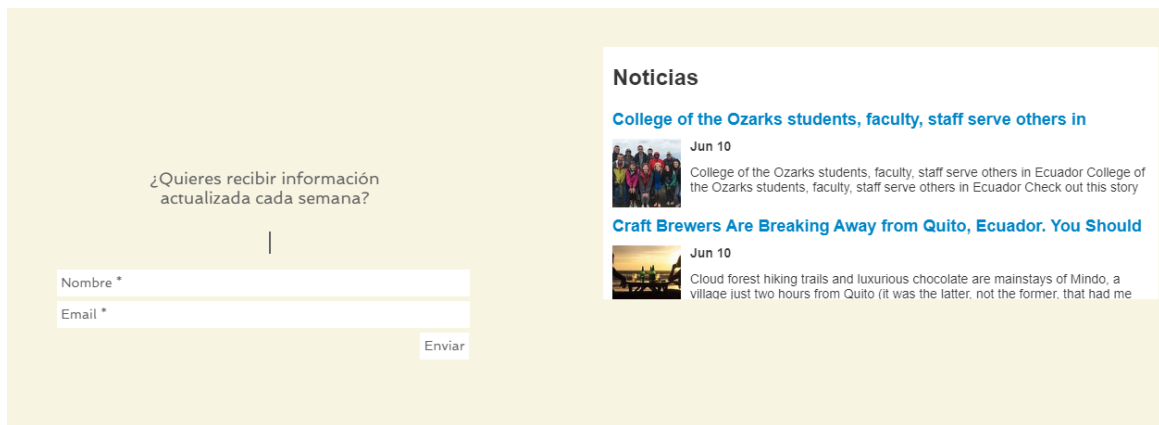 ¿Quieres recibir información
actualizada cada semana?
Nombre *
Email *
Enviar
Noticias
College of the Ozarks students, faculty, staff serve others in
Jun 10
College of the Ozarks students, faculty, staff serve others in Ecuador College of
the Ozarks students, faculty, staff serve others in Ecuador Check out this story
Craft Brewers Are Breaking Away from Quito, Ecuador. You Should
Jun 10
Cloud forest hiking trails and luxurious chocolate are mainstays of Mindo, a
village just two hours from Quito (it was the latter, not the former, that had me